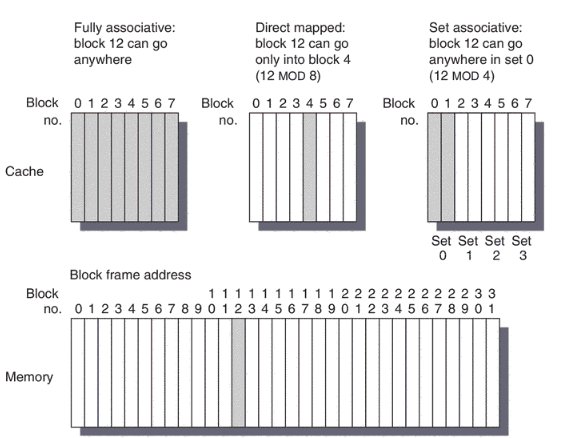 Fully associative:
block 12 can go
anywhere
Direct mapped:
block 12 can go
only into block 4
(12 MOD 8)
Set associative:
block 12 can go
anywhere in set 0
(12 MOD 4)
Block 0 1 2 3 4 5 6 7
no.
Block 0 1 2 3 4 5 6 7
no.
Block 0 1 2 3 4 5 6 7
no.
Cache
Set Set Set Set
0 1 2 3
Block frame address
Block 1 1 1 1 1 1 1 1 1 1 2 2 2 2 2 2 2 2 2 2 3 3
no. 0 1 2 3 4 5 6 7 8 9 0 1 2 3 4 5 6 7 8 9 0 1 2 3 4 5 6 7 8 9 0 1
Memory